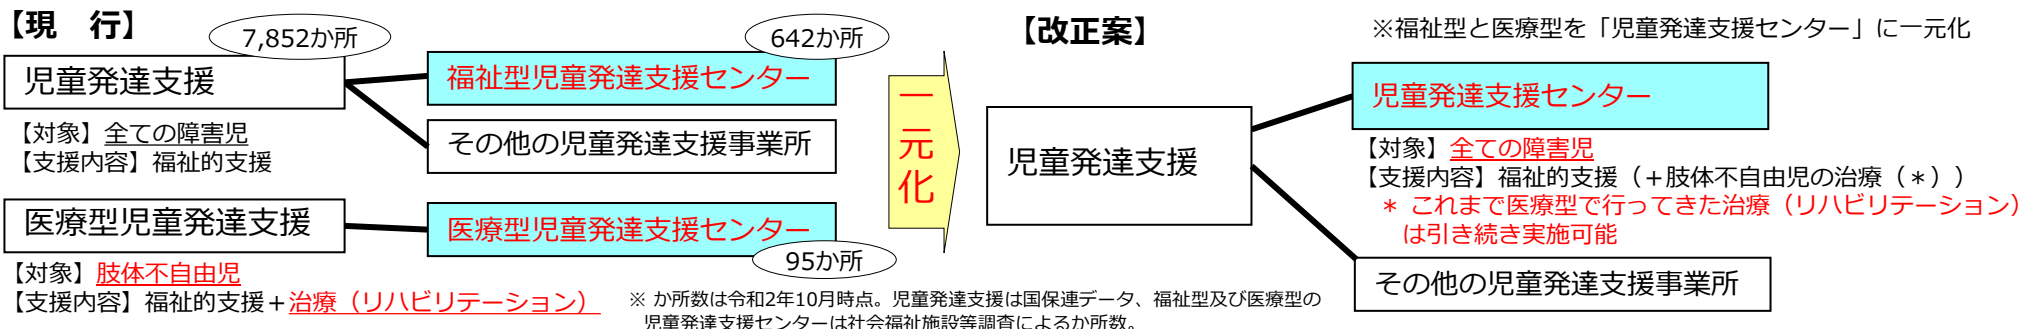 【現　行】
7,852か所
642か所
児童発達支援
福祉型児童発達支援センター
その他の児童発達支援事業所
【対象】全ての障害児
【支援内容】福祉的支援
医療型児童発達支援
医療型児童発達支援センター
95か所
【対象】肢体不自由児
【支援内容】福祉的支援＋治療（リハビリテーション）
※ か所数は令和2年10月時点。児童発達支援は国保連データ、福祉型及び医療型の
児童発達支援センターは社会福祉施設等調査によるか所数。
一元化
【改正案】
※福祉型と医療型を「児童発達支援センター」に一元化
児童発達支援
児童発達支援センター
【対象】全ての障害児
【支援内容】福祉的支援（＋肢体不自由児の治療（＊））
＊ これまで医療型で行ってきた治療（リハビリテーション）
は引き続き実施可能
その他の児童発達支援事業所